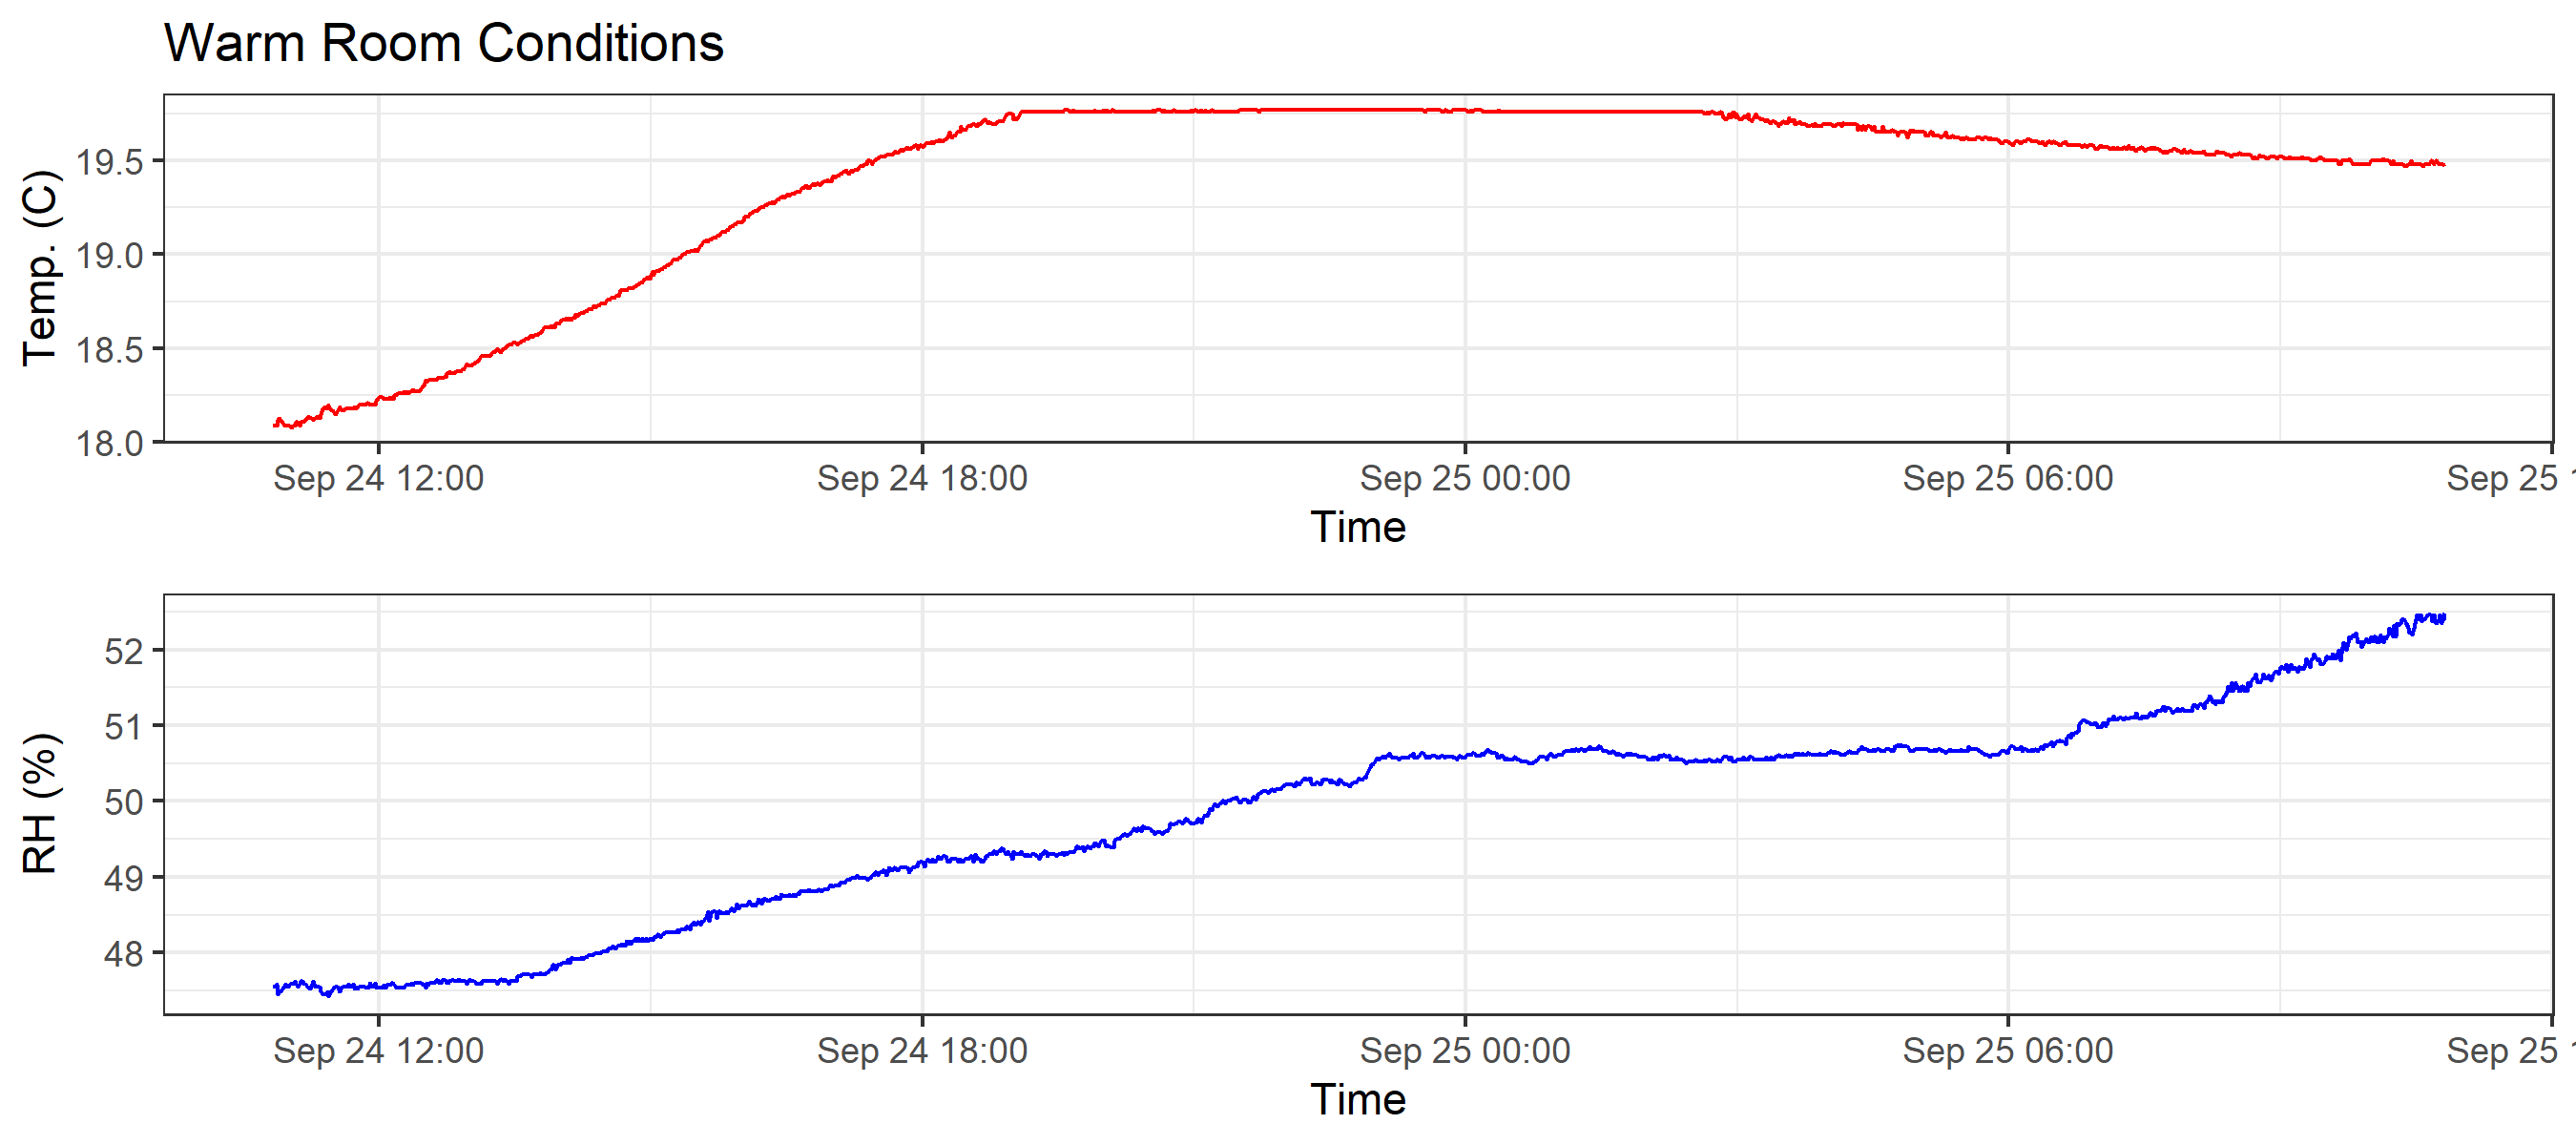 Warm Room Conditions
Temp. (C)
19.5
19.0
18.5
18.0
Sep 24 12:00 Sep 24 18:00 Sep 25 00:00 Sep 25 06:00 Sep 25
Time
RH (%)
52
51
50
49
48
Sep 24 12:00 Sep 24 18:00 Sep 25 00:00 Sep 25 06:00 Sep 25
Time